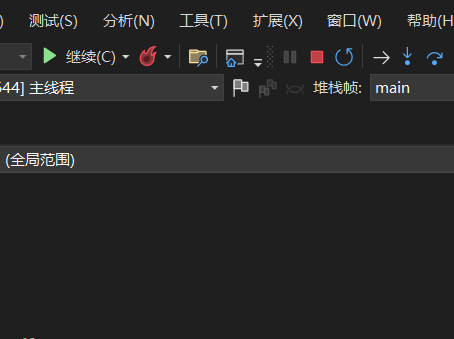 ) 测试(S) 分析(N) 工具(T) 扩展(X) 窗口(W) 帮助(H
继续(C)
544] 主线程 堆栈帧: main
(全局范围)